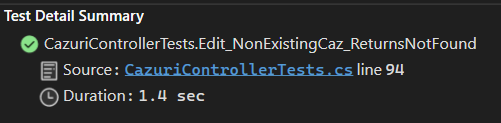 Test Detail Summary
CazuriControllerTests.Edit_NonExistingCaz_ReturnsNotFound
Source: CazuriControllerTests.cs line 94
Duration: 1.4 sec